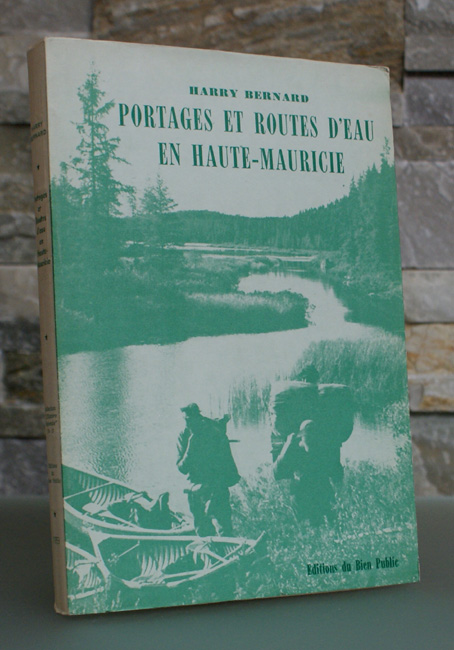 HARRY BERNARD
PORTAGES ET ROUTES D'EAU
EN HAUTE-MAURICIE
Editions du Bien Public